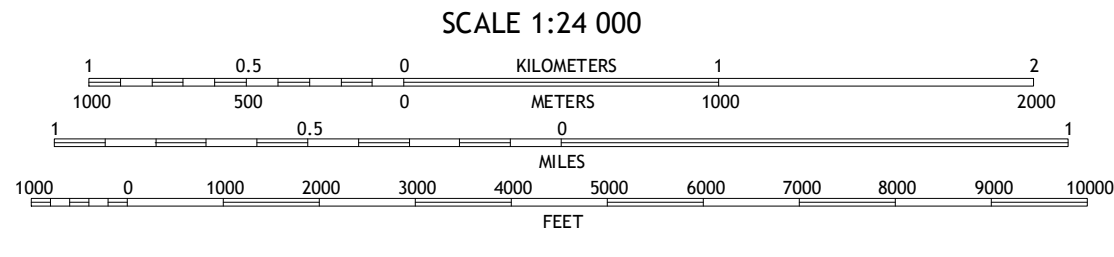 SCALE 1:24 000
1 0.5 0 KILOMETERS 1 2
1000 500 0 METERS 1000 2000
1 0.5 0 1
MILES
1000 0 1000 2000 3000 4000 5000 6000 7000 8000 9000 10000
FEET